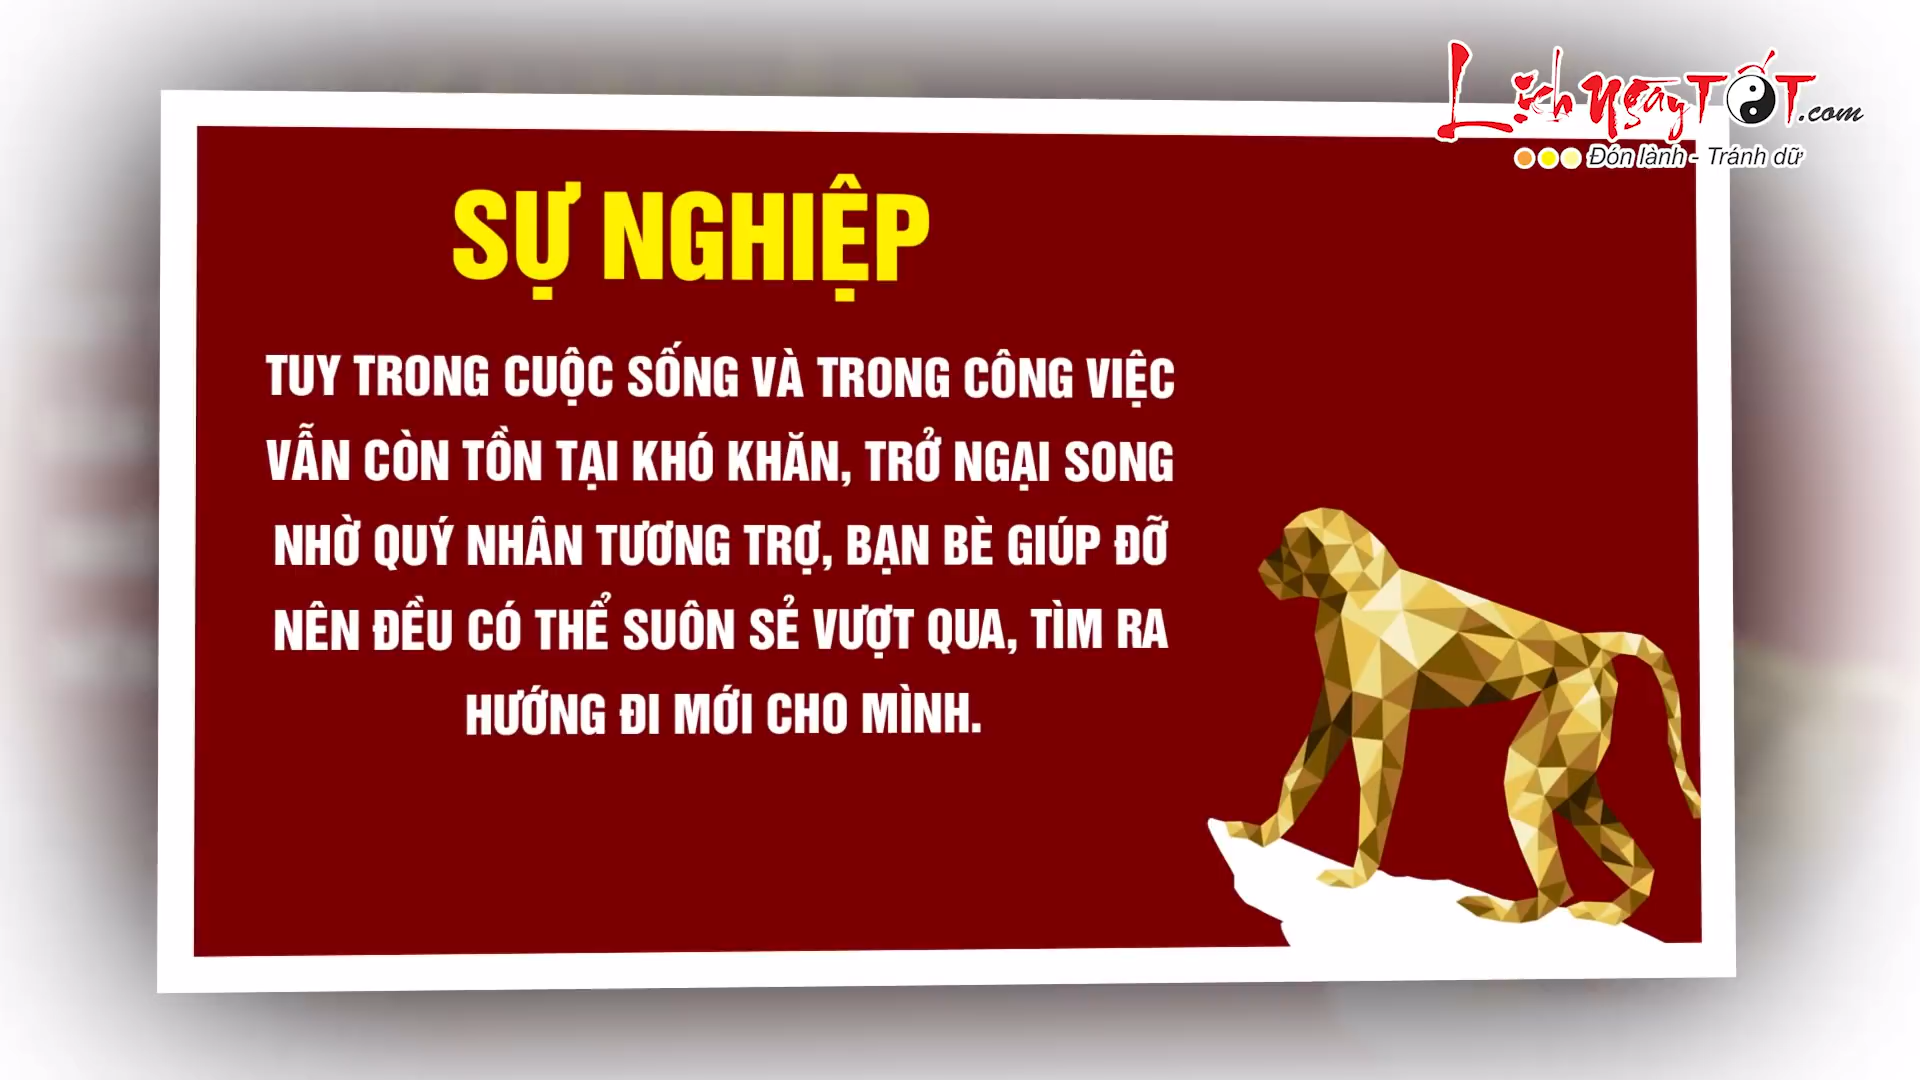 LịchNgàyTỐT.com
Đón lành - Tránh dữ
SỰ NGHIỆP
TUY TRONG CUỘC SỐNG VÀ TRONG CÔNG VIỆC
VẪN CÒN TỒN TẠI KHÓ KHĂN, TRỞ NGẠI SONG
NHỜ QUÝ NHÂN TƯƠNG TRỢ, BẠN BÈ GIÚP ĐỠ
NÊN ĐỀU CÓ THỂ SUÔN SẺ VƯỢT QUA, TÌM RA
HƯỚNG ĐI MỚI CHO MÌNH.